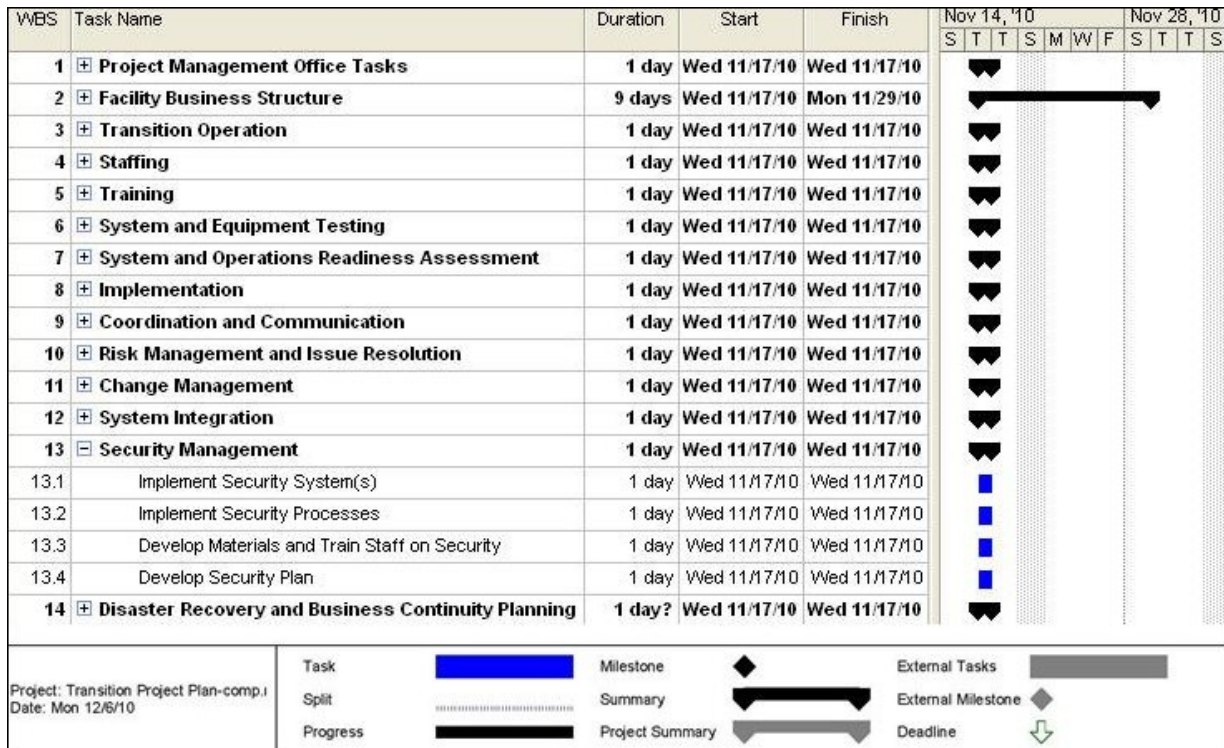 WBS Task Name Duration Start Finish Nov 14, '10 Nov 28, '10
S T T S M W F S T T S
1 Project Management Office Tasks 1 day Wed 11/17/10 Wed 11/17/10
2 Facility Business Structure 9 days Wed 11/17/10 Mon 11/29/10
3 Transition Operation 1 day Wed 11/17/10 Wed 11/17/10
4 Staffing 1 day Wed 11/17/10 Wed 11/17/10
5 Training 1 day Wed 11/17/10 Wed 11/17/10
6 System and Equipment Testing 1 day Wed 11/17/10 Wed 11/17/10
7 System and Operations Readiness Assessment 1 day Wed 11/17/10 Wed 11/17/10
8 Implementation 1 day Wed 11/17/10 Wed 11/17/10
9 Coordination and Communication 1 day Wed 11/17/10 Wed 11/17/10
10 Risk Management and Issue Resolution 1 day Wed 11/17/10 Wed 11/17/10
11 Change Management 1 day Wed 11/17/10 Wed 11/17/10
12 System Integration 1 day Wed 11/17/10 Wed 11/17/10
13 Security Management 1 day Wed 11/17/10 Wed 11/17/10
13.1 Implement Security System(s) 1 day Wed 11/17/10 Wed 11/17/10
13.2 Implement Security Processes 1 day Wed 11/17/10 Wed 11/17/10
13.3 Develop Materials and Train Staff on Security 1 day Wed 11/17/10 Wed 11/17/10
13.4 Develop Security Plan 1 day Wed 11/17/10 Wed 11/17/10
14 Disaster Recovery and Business Continuity Planning 1 day? Wed 11/17/10 Wed 11/17/10
Project: Transition Project Plan-comp.
Date: Mon 12/6/10
Task Milestone External Tasks
Split Summary External Milestone
Progress Project Summary Deadline